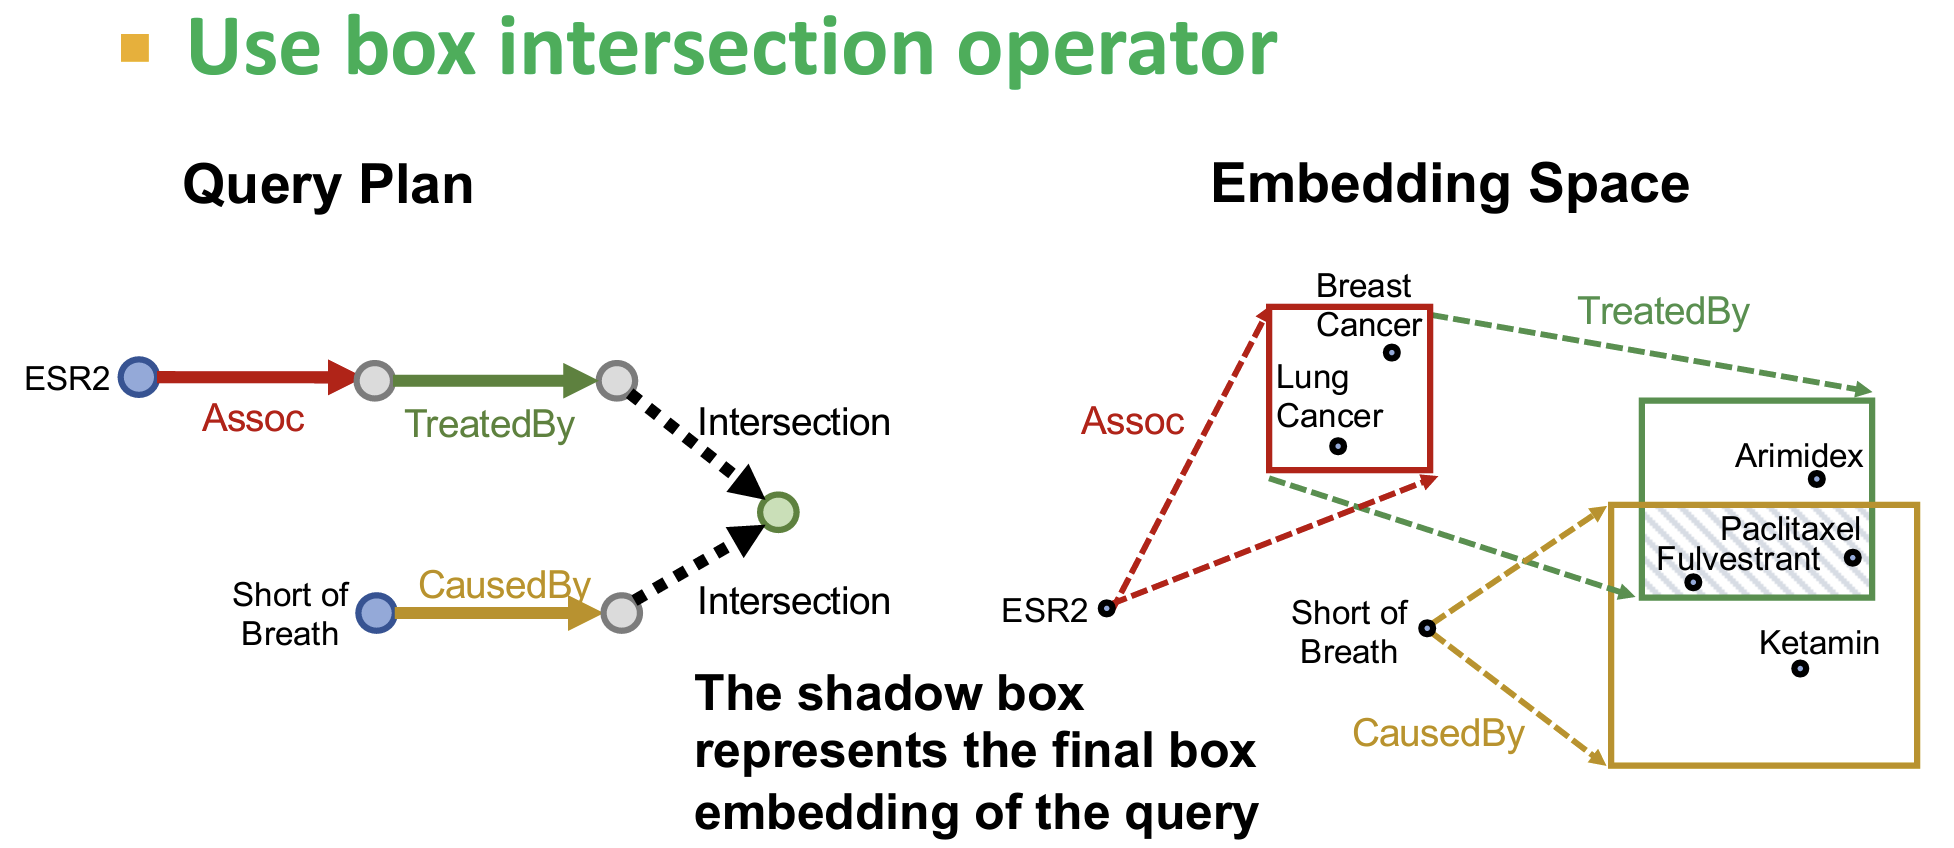 Use box intersection operator
Query Plan
ESR2
Assoc
TreatedBy
Intersection
Short of
Breath
CausedBy
Intersection
The shadow box
represents the final box
embedding of the query
Embedding Space
Breast
Cancer
Lung
Cancer
Assoc
TreatedBy
ESR2
Arimidex
Paclitaxel
Fulvestrant
Short of
Breath
Ketamin
CausedBy